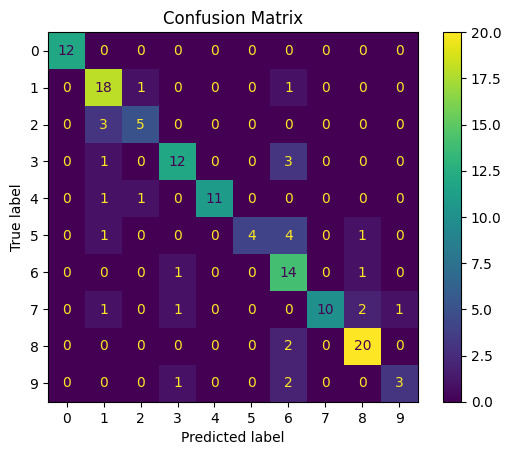 Confusion Matrix
0 12 0 0 0 0 0 0 0 0 0
1 0 18 1 0 0 0 1 0 0 0
2 0 3 5 0 0 0 0 0 0 0
3 0 1 0 12 0 0 3 0 0 0
4 0 1 1 0 11 0 0 0 0 0
5 0 1 0 0 0 4 4 0 1 0
6 0 0 0 1 0 0 14 0 1 0
7 0 1 0 1 0 0 0 10 2 1
8 0 0 0 0 0 0 2 0 20 0
9 0 0 0 1 0 0 2 0 0 3
0 1 2 3 4 5 6 7 8 9
Predicted label
True label
20.0
17.5
15.0
12.5
10.0
7.5
5.0
2.5
0.0